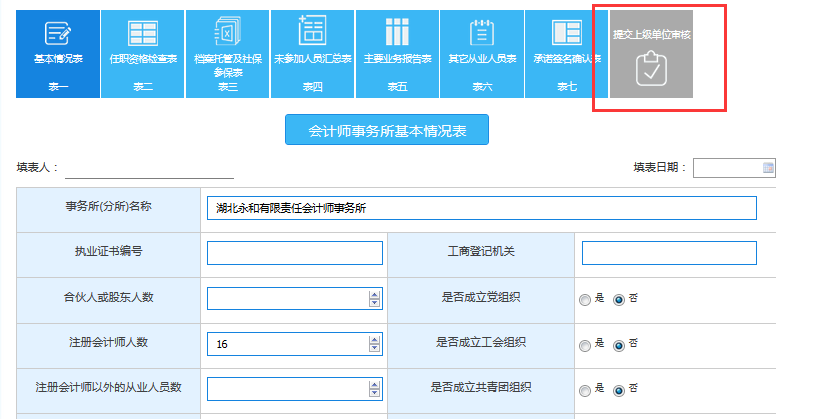 基本情况表
表一
任职资格检查表
表二
档案托管及社保
参保表
表三
未参加人员汇总表
表四
主要业务报告表
表五
其它从业人员表
表六
承诺签名确认表
表七
提交上级单位审核
会计师事务所基本情况表
填表人：
填表日期：
事务所(分所)名称
湖北永和有限责任会计师事务所
执业证书编号
工商登记机关
合伙人或股东人数
是否成立党组织
是 否
注册会计师人数
16
是否成立工会组织
是 否
注册会计师以外的从业人员数
是否成立共青团组织
是 否